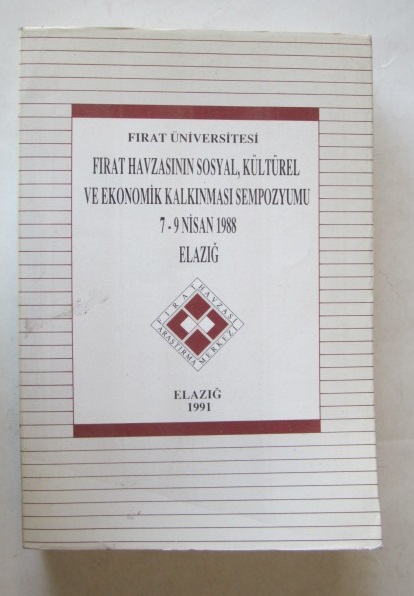 FIRAT ÜNİVERSİTESİ
FIRAT HAVZASININ SOSYAL, KÜLTÜREL
VE EKONOMİK KALKINMASI SEMPOZYUMU
7 - 9 NİSAN 1988
ELAZIĞ
FIRAT HAVZASI
ARAŞTIRMA MERKEZİ
ELAZIĞ
1991